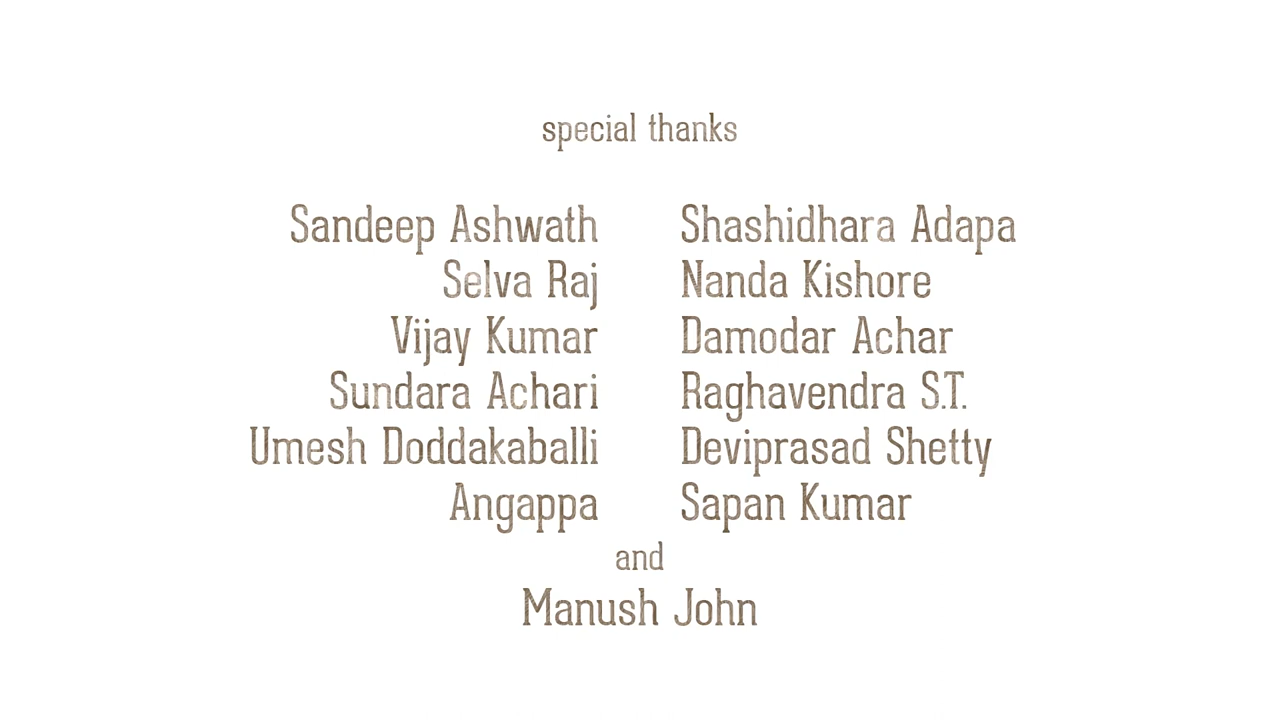 special thanks
Sandeep Ashwath Shashidhara Adapa
Selva Raj Nanda Kishore
Vijay Kumar Damodar Achar
Sundara Achari Raghavendra S.T.
Umesh Doddakaballi Deviprasad Shetty
Angappa Sapan Kumar
and
Manush John